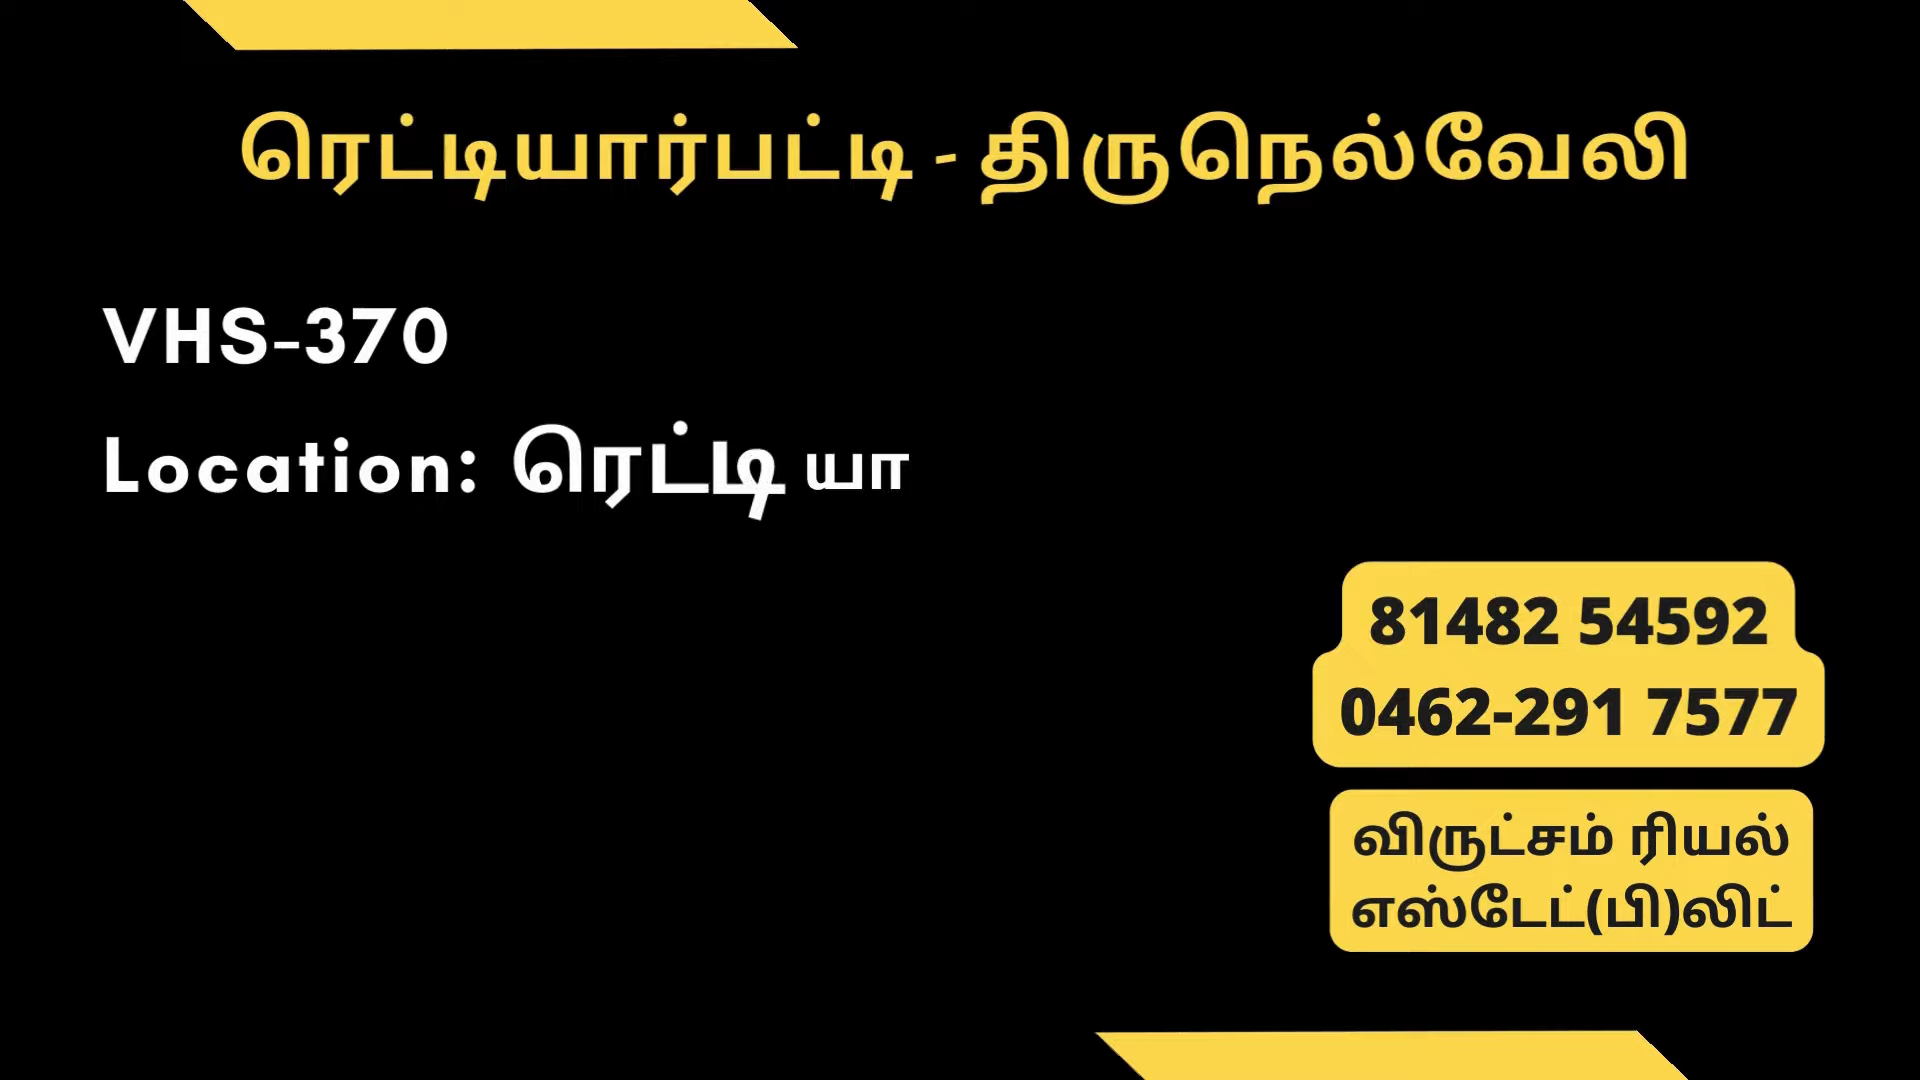 ரெட்டியார்பட்டி - திருநெல்வேலி
VHS-370
Location: ரெட்டி யா
81482 54592
0462-291 7577
விருட்சம் ரியல்
எஸ்டேட்(பி)லிட்